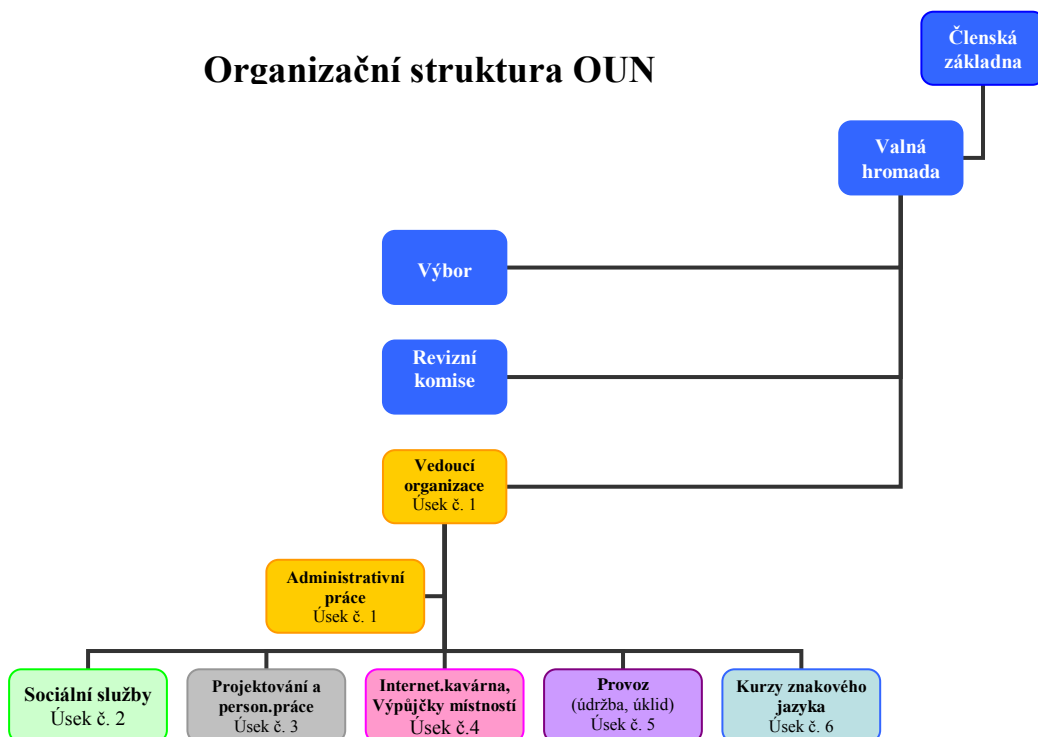 Organizační struktura OUN
Členská
základna
Valná
hromada
Výbor
Revizní
komise
Vedoucí
organizace
Úsek č. 1
Administrativní
práce
Úsek č. 1
Sociální služby
Úsek č. 2
Projektování a
person.práce
Úsek č. 3
Internet.kavárna,
Výpůjčky místností
Úsek č.4
Provoz
(údržba, úklid)
Úsek č. 5
Kurzy znakového
jazyka
Úsek č. 6